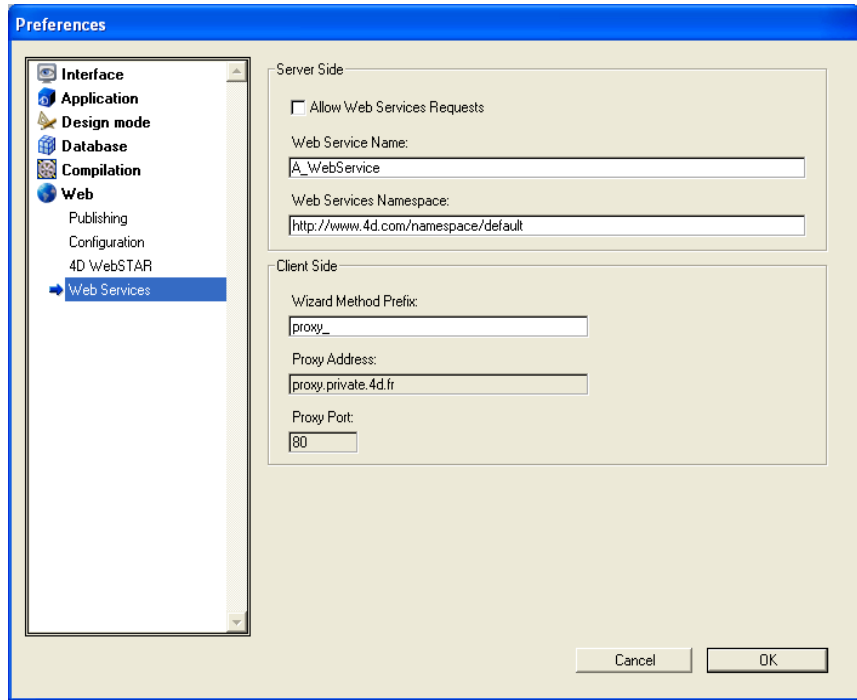 Preferences
Interface
Application
Design mode
Database
Compilation
Web
Publishing
Configuration
4D WebSTAR
Web Services
Server Side
Allow Web Services Requests
Web Service Name:
A_WebService
Web Services Namespace:
http://www.4d.com/namespace/default
Client Side
Wizard Method Prefix:
proxy_
Proxy Address:
proxy.private.4d.fr
Proxy Port:
80
Cancel
OK